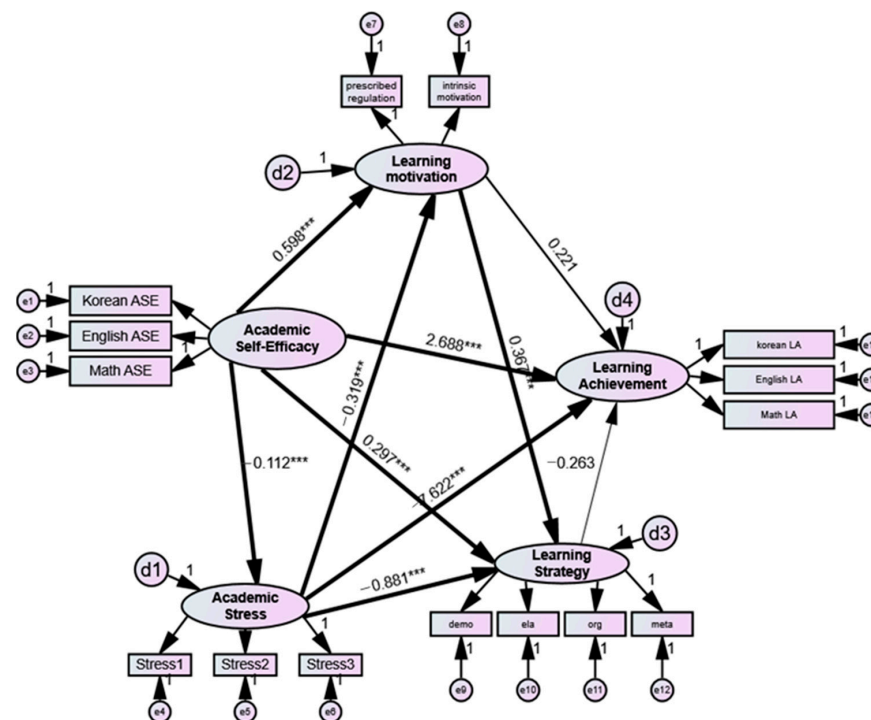 e7
e8
1
1
prescribed
regulation
intrinsic
motivation
1
d2
1
Learning
motivation
0.598***
0.221
e1
1
Korean ASE
e2
1
English ASE
e3
1
Math ASE
1
Academic
Self-Efficacy
d4
1
2.688***
Learning
Achievement
1
korean LA
1
English LA
1
Math LA
1
−0.319***
0.297***
−0.112***
−0.263
−0.881***
d1
1
Academic
Stress
1
Learning
Strategy
1
d3
1
demo
ela
org
meta
1
1
1
1
e9
e10
e11
e12
Stress1
Stress2
Stress3
1
1
1
e4
e5
e6